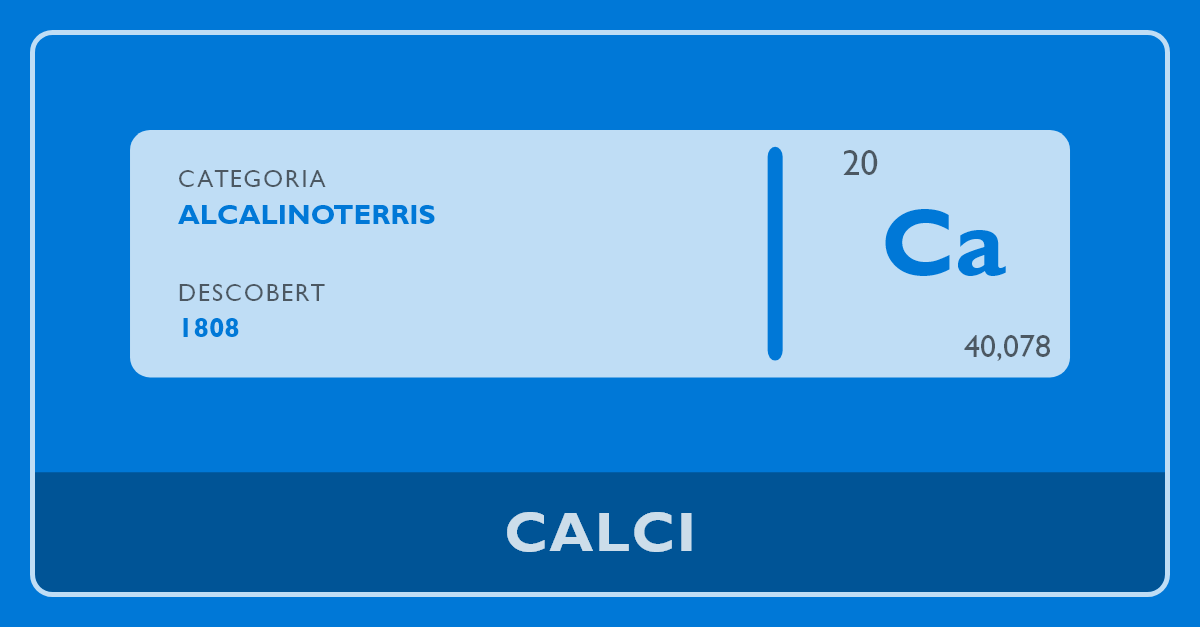 CATEGORIA
ALCALINOTERRIS
DESCOBERT
1808
20
Ca
40,078
CALCI